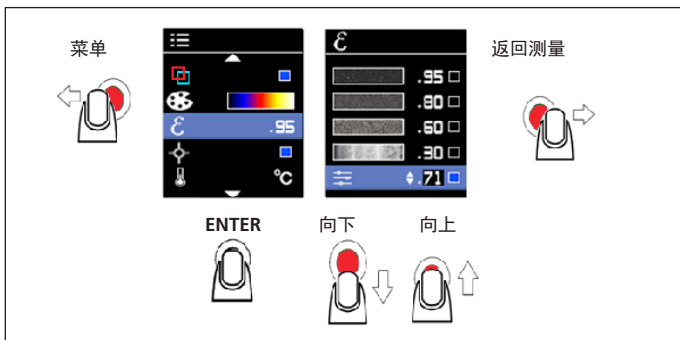 菜单
返回测量
ε
.95
.80
.60
.30
.71
ε .95
°C
ENTER
向下
向上